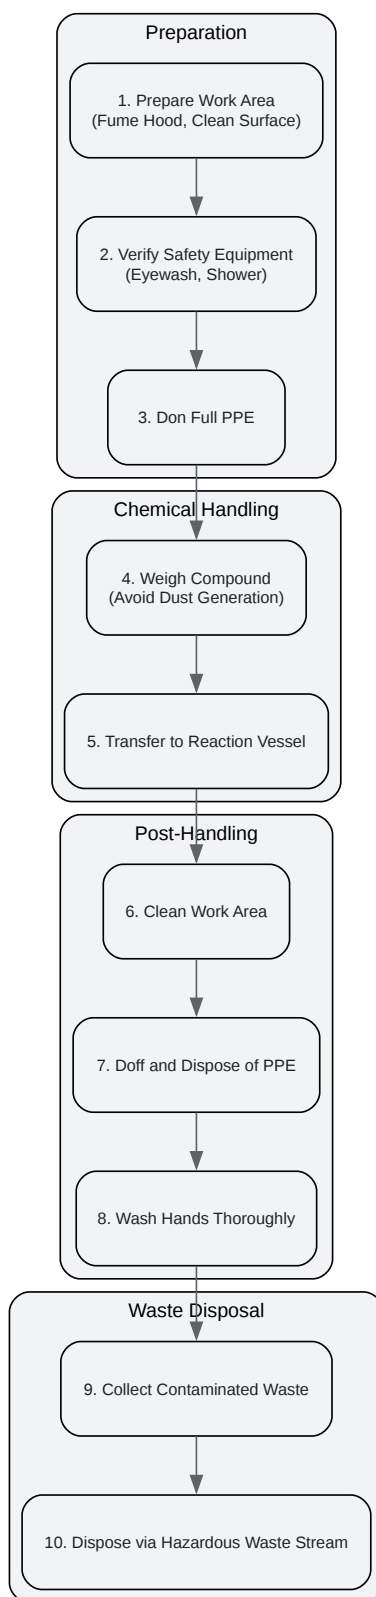 Preparation
1. Prepare Work Area
(Fume Hood, Clean Surface)
2. Verify Safety Equipment
(Eyewash, Shower)
3. Don Full PPE
Chemical Handling
4. Weigh Compound
(Avoid Dust Generation)
5. Transfer to Reaction Vessel
Post-Handling
6. Clean Work Area
7. Doff and Dispose of PPE
8. Wash Hands Thoroughly
Waste Disposal
9. Collect Contaminated Waste
10. Dispose via Hazardous Waste Stream